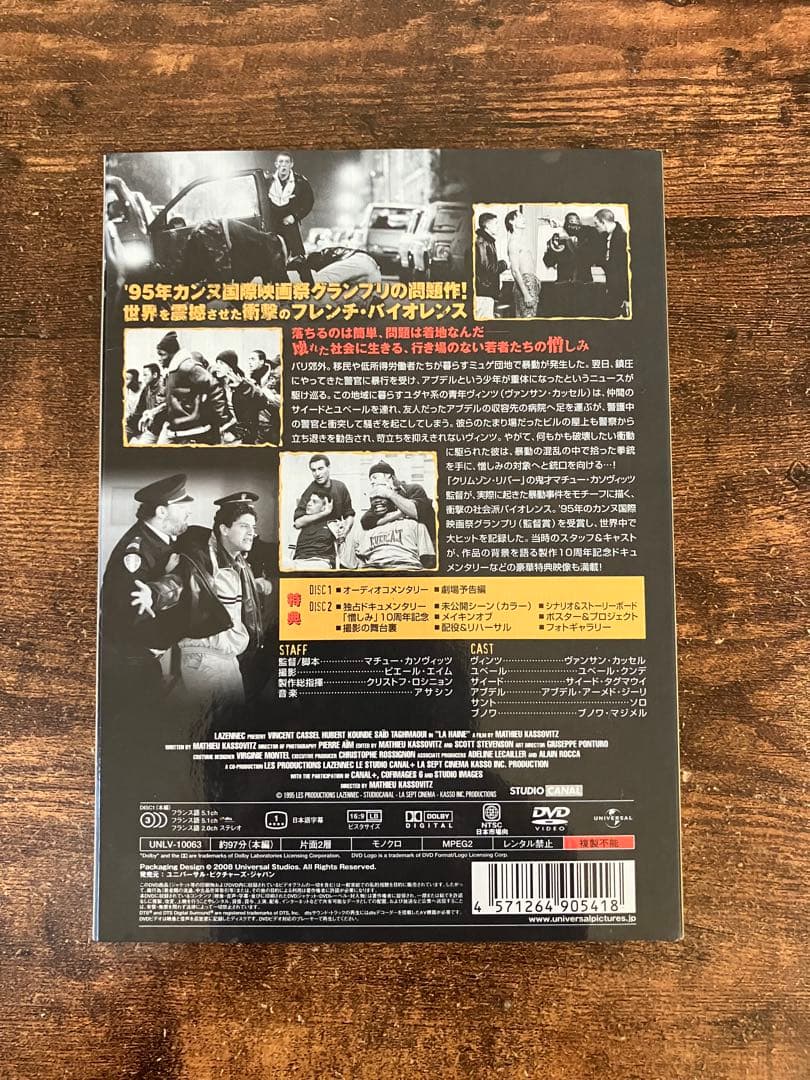 '95年カンヌ国際映画祭グランプリの問題作!
世界を震撼させた衝撃のフレンチ・バイオレンス
落ちるのは簡単、問題は着地なんだ――
壊れた社会に生きる、行き場のない若者たちの憎しみ
パリ郊外。移民や低所得労働者たちが暮らすミュゲ団地で暴動が発生した。翌日、鎮圧
にやってきた警官に暴行を受け、アブデルという少年が重体になったというニュースが
駆け巡る。この地域に暮らすユダヤ系の青年ヴィンツ(ヴァンサン・カッセル)は、仲間の
サイードとユベールを連れ、友人だったアブデルの収容先の病院へ足を運ぶが、警護中
の警官と衝突して騒ぎを起こしてしまう。彼らのたまり場だったビルの屋上も警察から
立ち退きを勧告され、苛立ちを抑えきれないヴィンツ。やがて、何もかも破壊したい衝動
に駆られた彼は、暴動の混乱の中で拾った拳銃
を手に、憎しみの対象へと銃口を向ける…!
「クリムゾン・リバー」の鬼才マチュー・カソヴィッツ
監督が、実際に起きた暴動事件をモチーフに描く、
衝撃の社会派バイオレンス。'95年のカンヌ国際
映画祭グランプリ(監督賞)を受賞し、世界中で
大ヒットを記録した。当時のスタッフ&キャスト
が、作品の背景を語る製作10周年記念ドキュ
メンタリーなどの豪華特典映像も満載!
特典
DISC1 ■オーディオコメンタリー ■劇場予告編
DISC2 ■独占ドキュメンタリー ■未公開シーン(カラー) ■シナリオ&ストーリーボード
「憎しみ」10周年記念 ■メイキンオブ ■ポスター&プロジェクト
■撮影の舞台裏 ■配役&リハーサル ■フォトギャラリー
STAFF
監督/脚本……………マチュー・カソヴィッツ
撮影……………………ピエール・エイム
製作総指揮…………クリストフ・ロシニョン
音楽……………………………アサシン
CAST
ヴィンツ……………ヴァンサン・カッセル
ユベール………………ユベール・クンデ
サイード……………サイード・タグマウイ
アブデル………アブデル・アーメド・ジーリ
サント…………………………………ソロ
ブノワ………………ブノワ・マジメル
LAZENNEC PRESENT VINCENT CASSEL HUBERT KOUNDE SAÏD TAGHMAOUI IN "LA HAINE" A FILM BY MATHIEU KASSOVITZ
WRITTEN BY MATHIEU KASSOVITZ DIRECTOR OF PHOTOGRAPHY PIERRE AÏM EDITED BY MATHIEU KASSOVITZ AND SCOTT STEVENSON ART DIRECTOR GIUSEPPE PONTURO
COSTUME DESIGNER VIRGINIE MONTEL EXECUTIVE PRODUCER CHRISTOPHE ROSSIGNON ASSOCIATE PRODUCERS ADELINE LECALLIER AND ALAIN ROCCA
A CO-PRODUCTION LES PRODUCTIONS LAZENNEC LE STUDIO CANAL+ LA SEPT CINEMA KASSO INC. PRODUCTION
WITH THE PARTICIPATION OF CANAL+, COFIMAGES 6 AND STUDIO IMAGES
DIRECTED BY MATHIEU KASSOVITZ
© 1995 LES PRODUCTIONS LAZENNEC - STUDIOCANAL - LA SEPT CINEMA - KASSO INC. PRODUCTIONS
STUDIO CANAL
DISC1 [本編]
3 フランス語 5.1ch
フランス語 5.1ch
フランス語 2.0ch ステレオ
1 日本語字幕
16:9 LB
ビスタサイズ
DOLBY
DIGITAL
2
NTSC
日本市場向
DVD
VIDEO
UNIVERSAL
UNLV-10063 約97分(本編) 片面2層 モノクロ MPEG2 レンタル禁止 複製不能
"Dolby" and the are trademarks of Dolby Laboratories Licensing Corporation. DVD Logo is a trademark of DVD Format/Logo Licensing Corp.
Packaging Design © 2008 Universal Studios. All Rights Reserved.
発売元:ユニバーサル・ピクチャーズ・ジャパン
4 571264 905418
www.universalpictures.jp